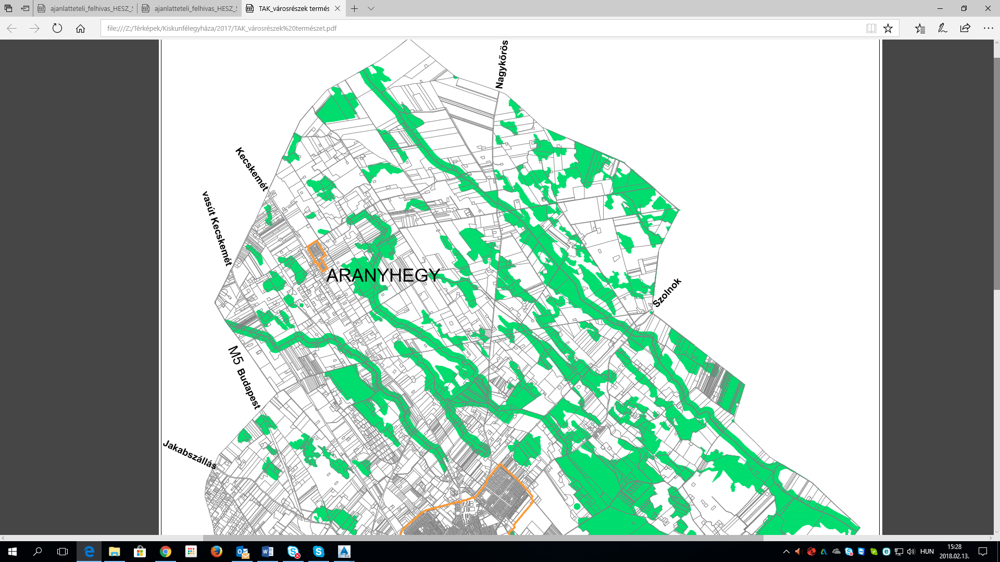 ajanlatteteli_felhivas_HESZ_!
ajanlatteteli_felhivas_HESZ_!
TAK_városrészek termés
file:///Z:/Térképek/Kiskunfélegyháza/2017/TAK_városrészek%20természet.pdf
Nagykőrös
Kecskemét
vasút Kecskemét
ARANYHEGY
Szolnok
M5 Budapest
Jakabszállás
HUN
15:28
2018.02.13.